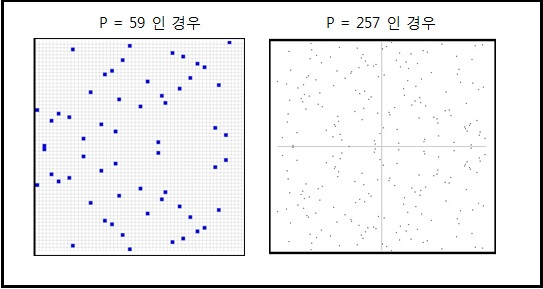 P = 59 인 경우
P = 257 인 경우